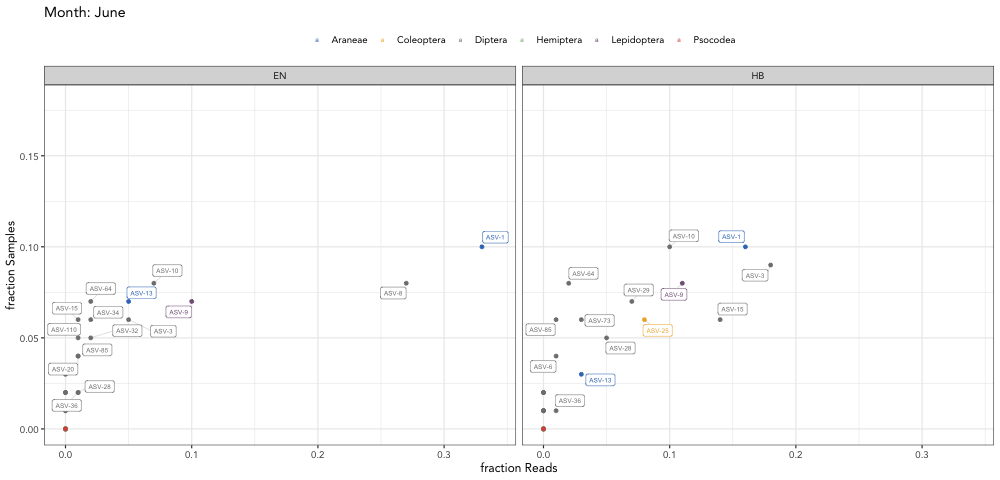 Month: June
Araneae Coleoptera Diptera Hemiptera Lepidoptera Psocodea
EN
HB
fraction Samples
0.15
0.10
0.05
0.00
ASV-1
ASV-10
ASV-64
ASV-13
ASV-8
ASV-15
ASV-34
ASV-9
ASV-110
ASV-32
ASV-3
ASV-85
ASV-20
ASV-28
ASV-36
ASV-10
ASV-1
ASV-64
ASV-3
ASV-29
ASV-9
ASV-15
ASV-85
ASV-73
ASV-25
ASV-28
ASV-6
ASV-13
ASV-36
0.0 0.1 0.2 0.3
0.0 0.1 0.2 0.3
fraction Reads